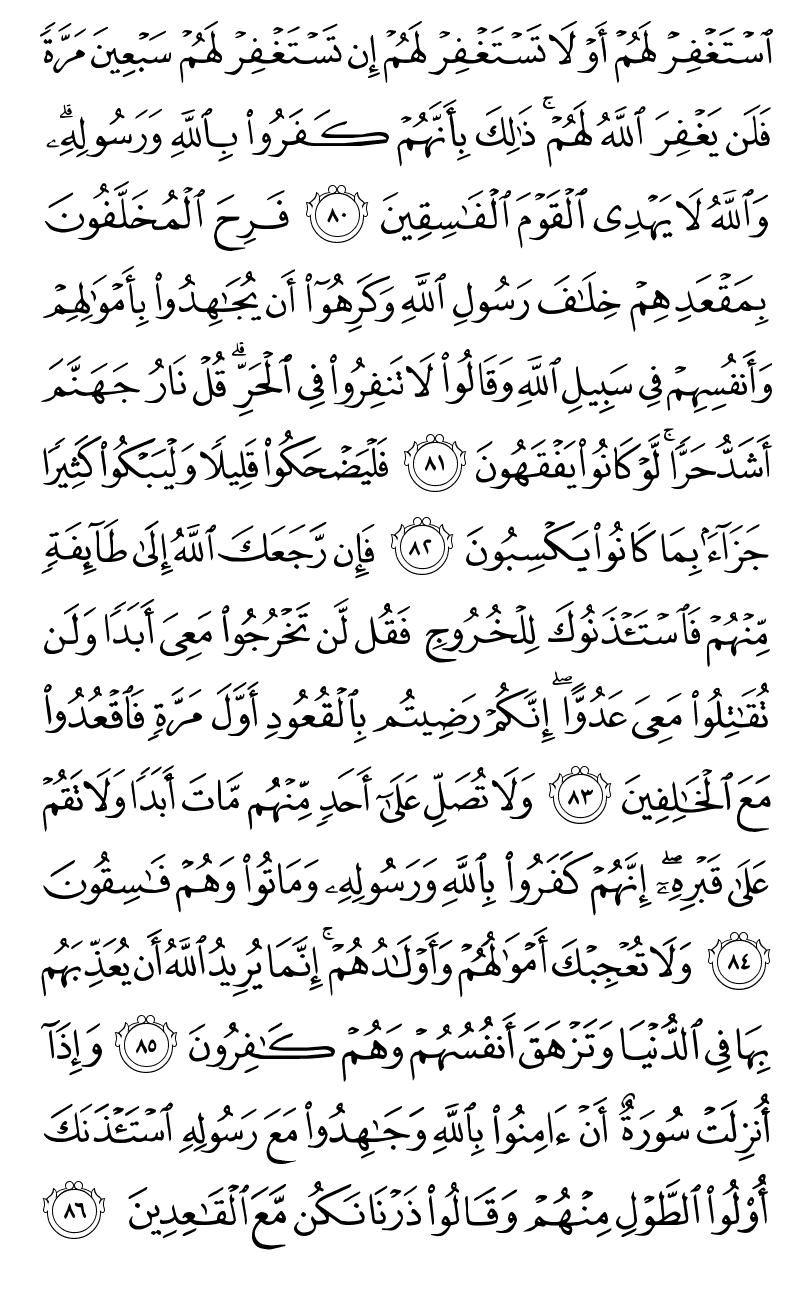 ٱسۡتَغۡفِرۡ لَهُمۡ أَوۡ لَا تَسۡتَغۡفِرۡ لَهُمۡ إِن تَسۡتَغۡفِرۡ لَهُمۡ سَبۡعِينَ مَرَّةٗ
فَلَن يَغۡفِرَ ٱللَّهُ لَهُمۡۚ ذَٰلِكَ بِأَنَّهُمۡ كَفَرُواْ بِٱللَّهِ وَرَسُولِهِۦۗ
وَٱللَّهُ لَا يَهۡدِي ٱلۡقَوۡمَ ٱلۡفَٰسِقِينَ ٨٠ فَرِحَ ٱلۡمُخَلَّفُونَ
بِمَقۡعَدِهِمۡ خِلَٰفَ رَسُولِ ٱللَّهِ وَكَرِهُوٓاْ أَن يُجَٰهِدُواْ بِأَمۡوَٰلِهِمۡ
وَأَنفُسِهِمۡ فِي سَبِيلِ ٱللَّهِ وَقَالُواْ لَا تَنفِرُواْ فِي ٱلۡحَرِّۗ قُلۡ نَارُ جَهَنَّمَ
أَشَدُّ حَرّٗاۚ لَّوۡ كَانُواْ يَفۡقَهُونَ ٨١ فَلۡيَضۡحَكُواْ قَلِيلٗا وَلۡيَبۡكُواْ كَثِيرٗا
جَزَآءَۢ بِمَا كَانُواْ يَكۡسِبُونَ ٨٢ فَإِن رَّجَعَكَ ٱللَّهُ إِلَىٰ طَآئِفَةٖ
مِّنۡهُمۡ فَٱسۡتَـٔۡذَنُوكَ لِلۡخُرُوجِ فَقُل لَّن تَخۡرُجُواْ مَعِيَ أَبَدٗا وَلَن
تُقَٰتِلُواْ مَعِيَ عَدُوًّاۖ إِنَّكُمۡ رَضِيتُم بِٱلۡقُعُودِ أَوَّلَ مَرَّةٖ فَٱقۡعُدُواْ
مَعَ ٱلۡخَٰلِفِينَ ٨٣ وَلَا تُصَلِّ عَلَىٰٓ أَحَدٖ مِّنۡهُم مَّاتَ أَبَدٗا وَلَا تَقُمۡ
عَلَىٰ قَبۡرِهِۦٓۖ إِنَّهُمۡ كَفَرُواْ بِٱللَّهِ وَرَسُولِهِۦ وَمَاتُواْ وَهُمۡ فَٰسِقُونَ
٨٤ وَلَا تُعۡجِبۡكَ أَمۡوَٰلُهُمۡ وَأَوۡلَٰدُهُمۡۚ إِنَّمَا يُرِيدُ ٱللَّهُ أَن يُعَذِّبَهُم
بِهَا فِي ٱلدُّنۡيَا وَتَزۡهَقَ أَنفُسُهُمۡ وَهُمۡ كَٰفِرُونَ ٨٥ وَإِذَآ
أُنزِلَتۡ سُورَةٌ أَنۡ ءَامِنُواْ بِٱللَّهِ وَجَٰهِدُواْ مَعَ رَسُولِهِ ٱسۡتَـٔۡذَنَكَ
أُوْلُواْ ٱلطَّوۡلِ مِنۡهُمۡ وَقَالُواْ ذَرۡنَا نَكُن مَّعَ ٱلۡقَٰعِدِينَ ٨٦